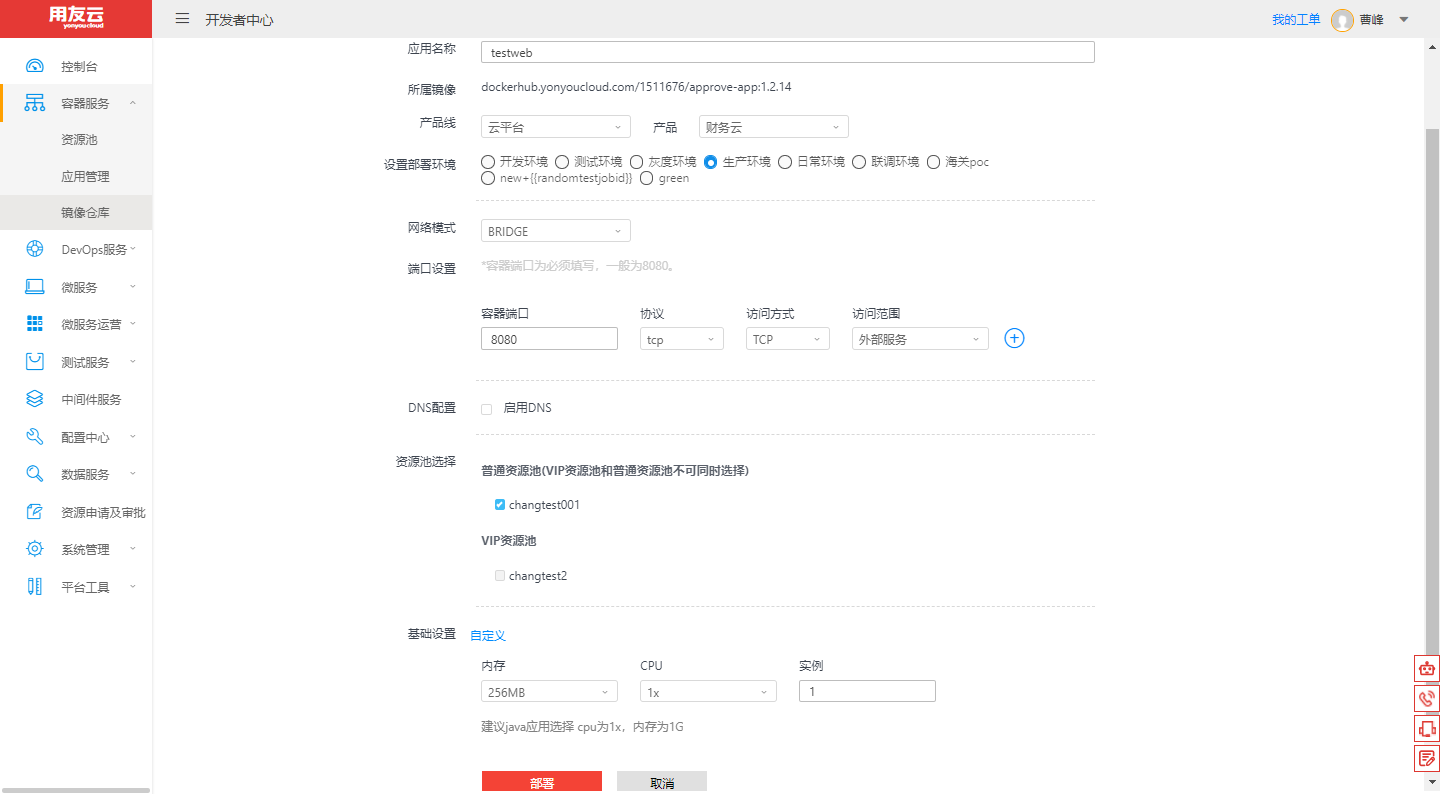 用友云
yonyoucloud
开发者中心
我的工单
曹峰
控制台
容器服务
资源池
应用管理
镜像仓库
DevOps服务
微服务
微服务运营
测试服务
中间件服务
配置中心
数据服务
资源申请及审批
系统管理
平台工具
应用名称 testweb
所属镜像 dockerhub.yonyoucloud.com/1511676/approve-app:1.2.14
产品线 云平台 产品 财务云
设置部署环境 开发环境 测试环境 灰度环境 生产环境 日常环境 联调环境 海关poc
new+{{randomtestjobid}} green
网络模式 BRIDGE
端口设置 *容器端口为必须填写，一般为8080。
容器端口 协议 访问方式 访问范围
8080 tcp TCP 外部服务
DNS配置 启用DNS
资源池选择 普通资源池(VIP资源池和普通资源池不可同时选择)
changtest001
VIP资源池
changtest2
基础设置 自定义
内存 CPU 实例
256MB 1x 1
建议java应用选择 cpu为1x，内存为1G
部署 取消